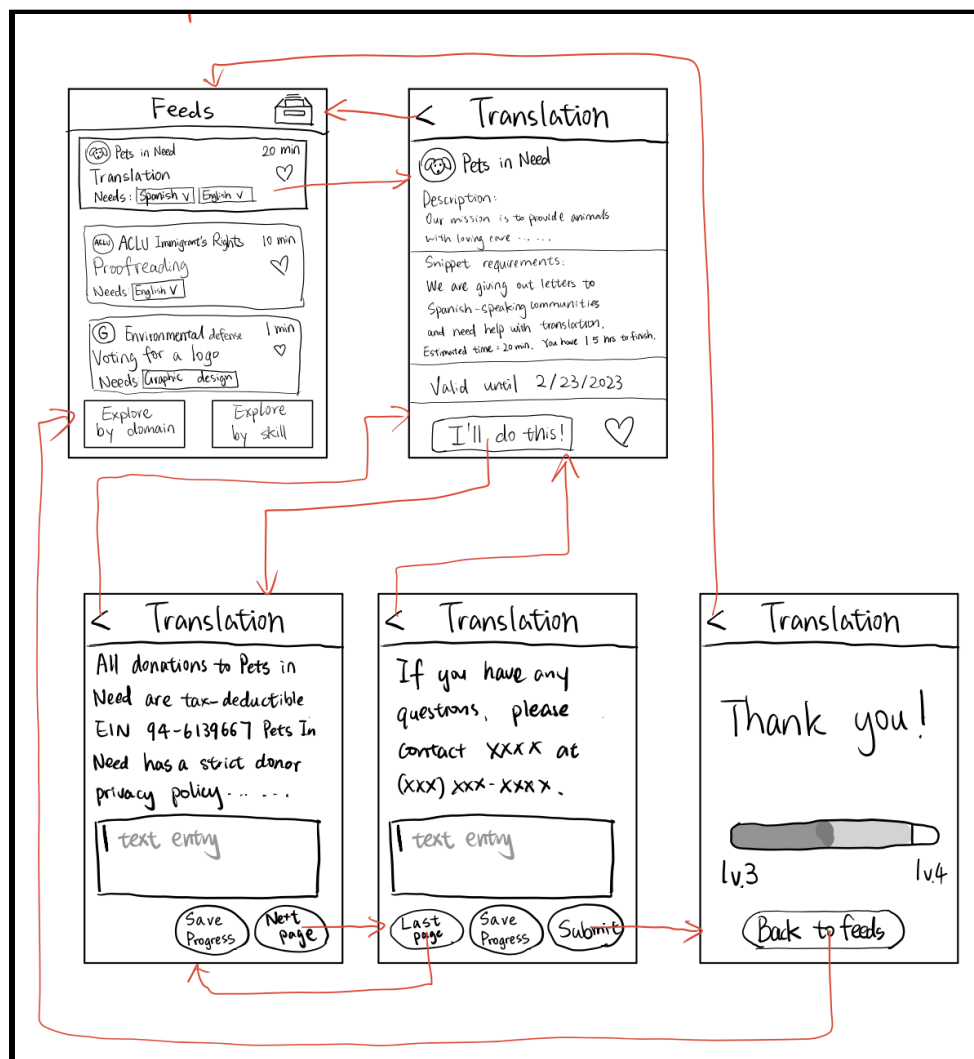 Feeds
Pets in Need 20 min
Translation
Needs: Spanish V English V
ACLU ACLU Immigrant's Rights 10 min
Proofreading
Needs English V
G Environmental defense 1 min
Voting for a logo
Needs Graphic design
Explore
by domain
Explore
by skill
< Translation
Pets in Need
Description:
Our mission is to provide animals
with loving care ......
Snippet requirements:
We are giving out letters to
Spanish-speaking communities
and need help with translation.
Estimated time = 20 min. You have 15 hrs to finish.
Valid until 2/23/2023
I'll do this!
< Translation
All donations to Pets in
Need are tax-deductible
EIN 94-6139667 Pets In
Need has a strict donor
privacy policy ......
text entry
Save
Progress
Next
page
< Translation
If you have any
questions, please
contact xxxx at
(xxx) xxx-xxxx.
text entry
Last
page
Save
Progress
Submit
< Translation
Thank you!
lv.3 lv.4
Back to feeds